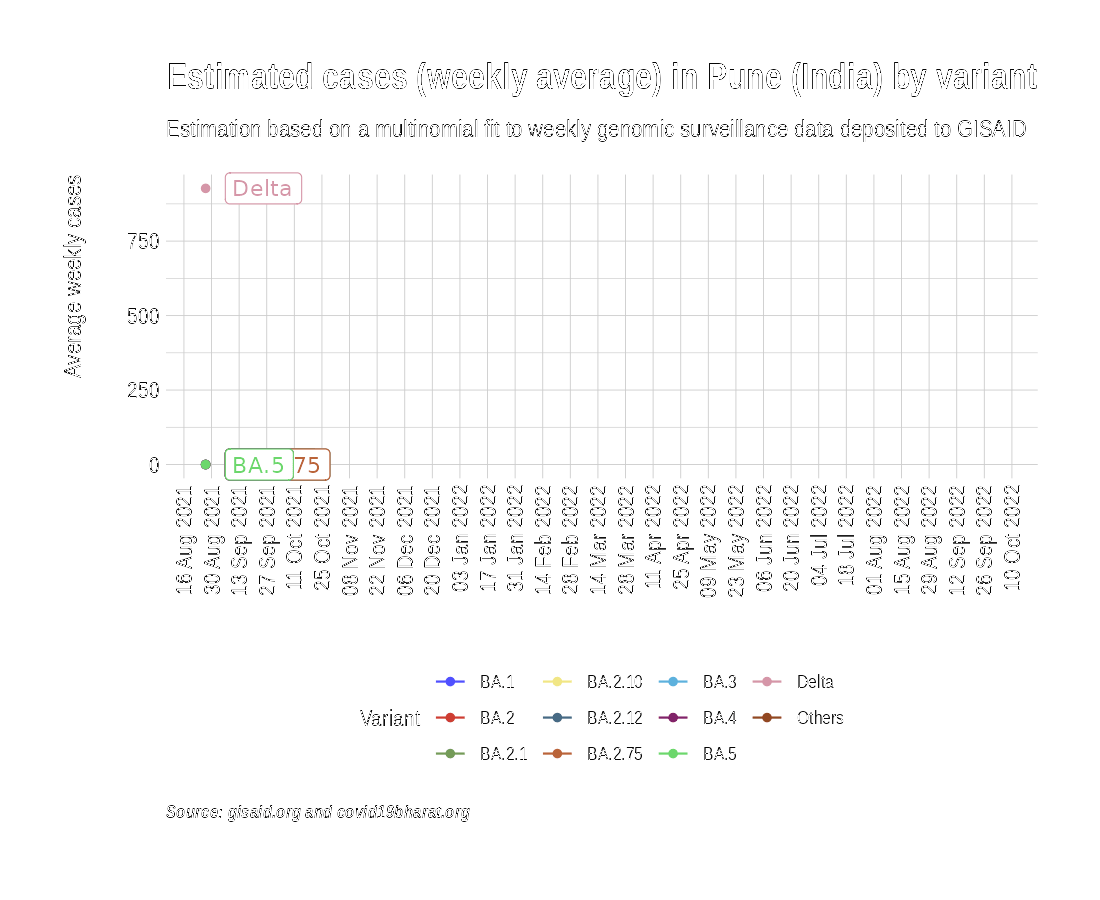 Estimated cases (weekly average) in Pune (India) by variant
Estimation based on a multinomial fit to weekly genomic surveillance data deposited to GISAID
Average weekly cases
Delta
750
500
250
0
BA.5
75
16 Aug 2021
30 Aug 2021
13 Sep 2021
27 Sep 2021
11 Oct 2021
25 Oct 2021
08 Nov 2021
22 Nov 2021
06 Dec 2021
20 Dec 2021
03 Jan 2022
17 Jan 2022
31 Jan 2022
14 Feb 2022
28 Feb 2022
14 Mar 2022
28 Mar 2022
11 Apr 2022
25 Apr 2022
09 May 2022
23 May 2022
06 Jun 2022
20 Jun 2022
04 Jul 2022
18 Jul 2022
01 Aug 2022
15 Aug 2022
29 Aug 2022
12 Sep 2022
26 Sep 2022
10 Oct 2022
Variant
BA.1
BA.2
BA.2.1
BA.2.10
BA.2.12
BA.2.75
BA.3
BA.4
BA.5
Delta
Others
Source: gisaid.org and covid19bharat.org